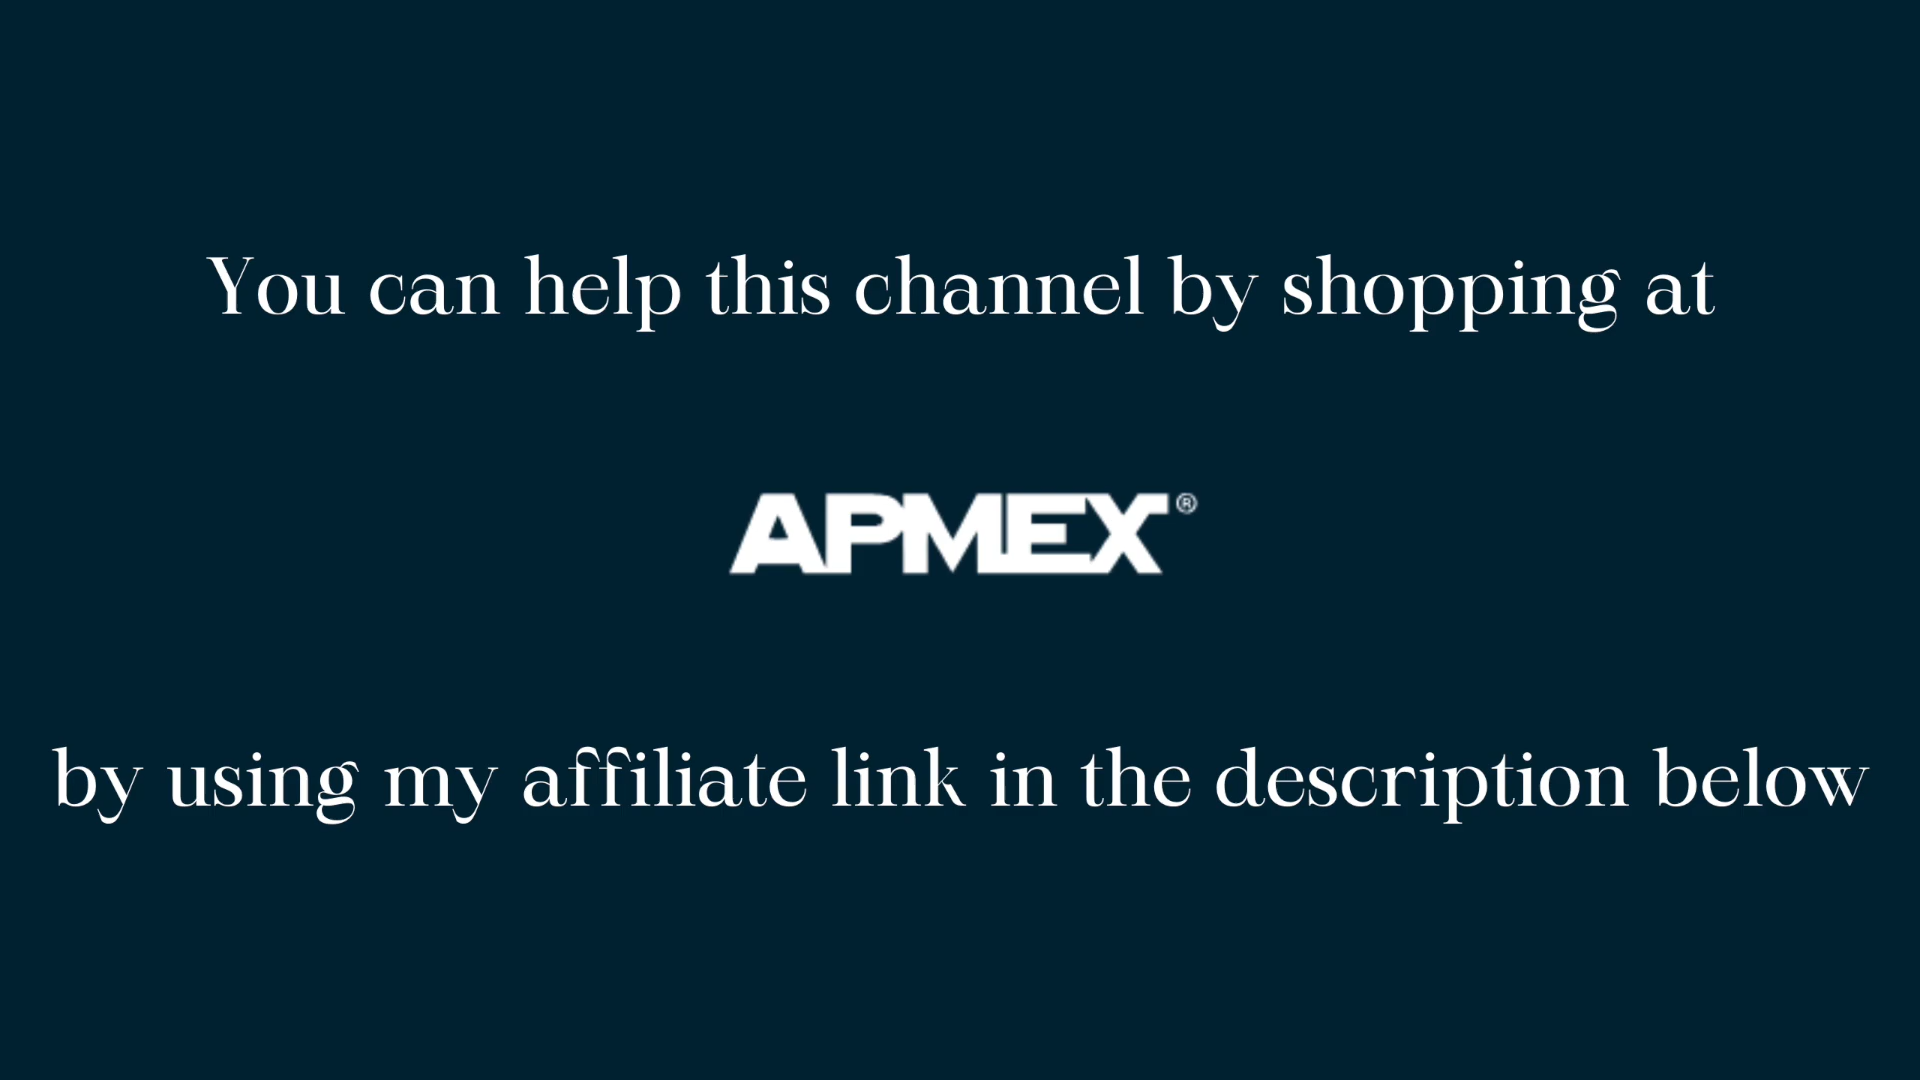 You can help this channel by shopping at
APMEX®
by using my affiliate link in the description below